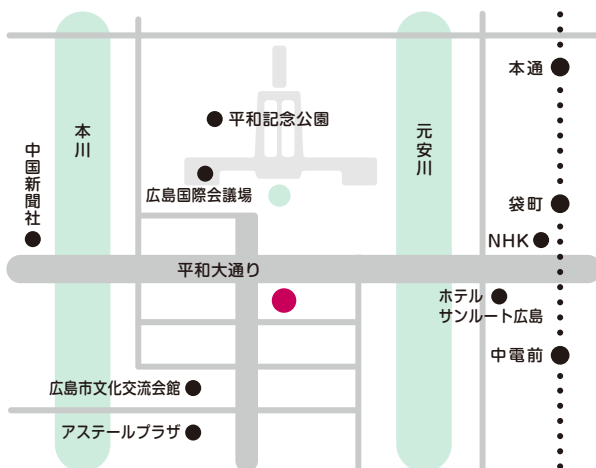 本通
平和記念公園
本川
元安川
中国新聞社
広島国際会議場
袋町
NHK
平和大通り
ホテル
サンルート広島
中電前
広島市文化交流会館
アステールプラザ